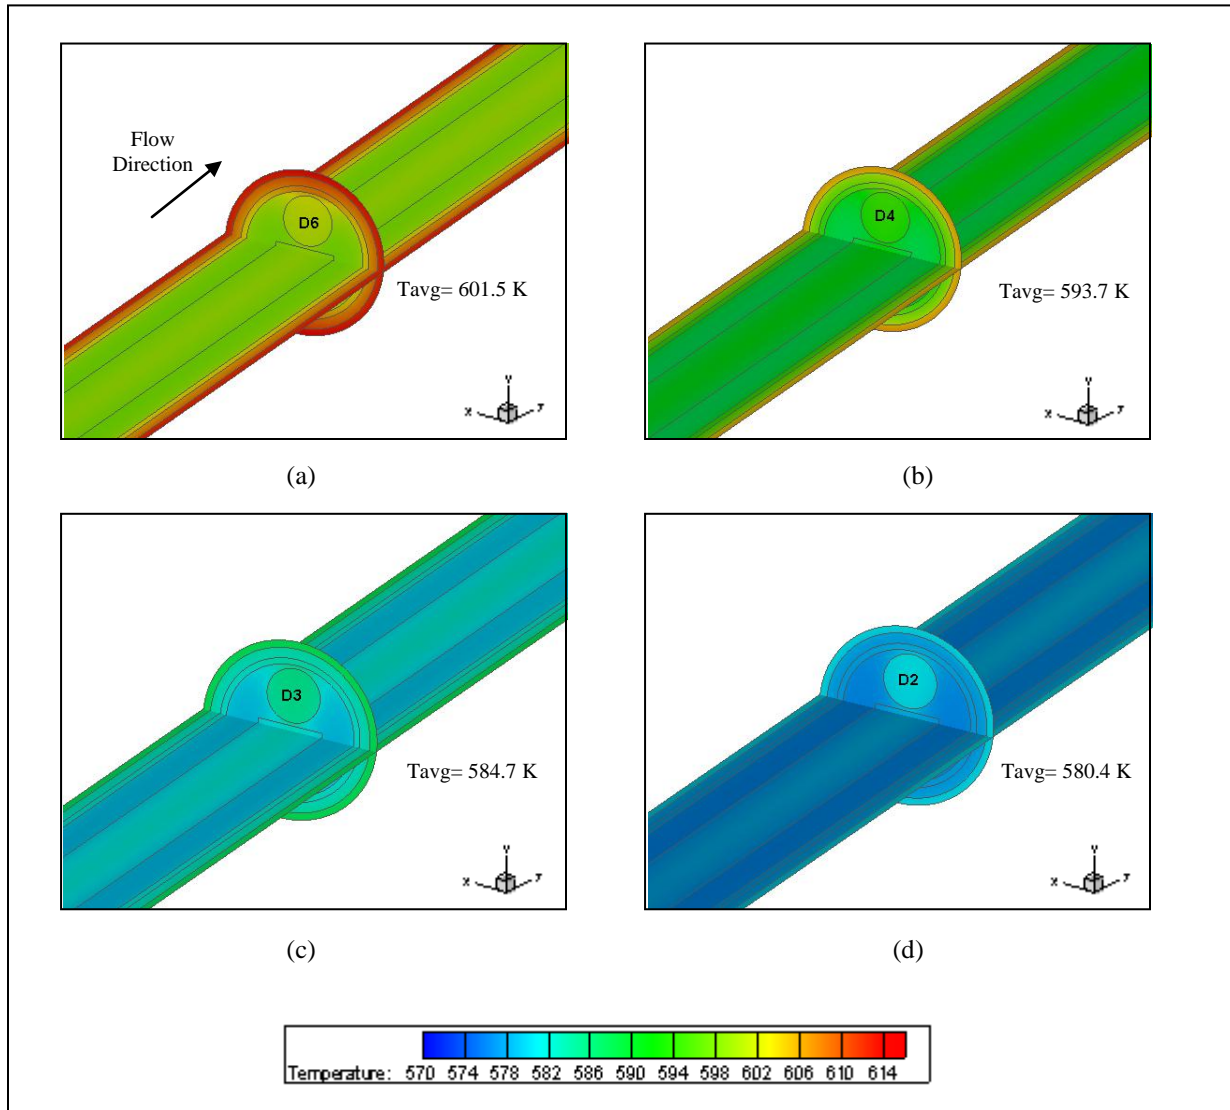 Flow
Direction
D6
Tavg= 601.5 K
Y
X
Z
(a)
D4
Tavg= 593.7 K
Y
X
Z
(b)
D3
Tavg= 584.7 K
Y
X
Z
(c)
D2
Tavg= 580.4 K
Y
X
Z
(d)
Temperature: 570 574 578 582 586 590 594 598 602 606 610 614